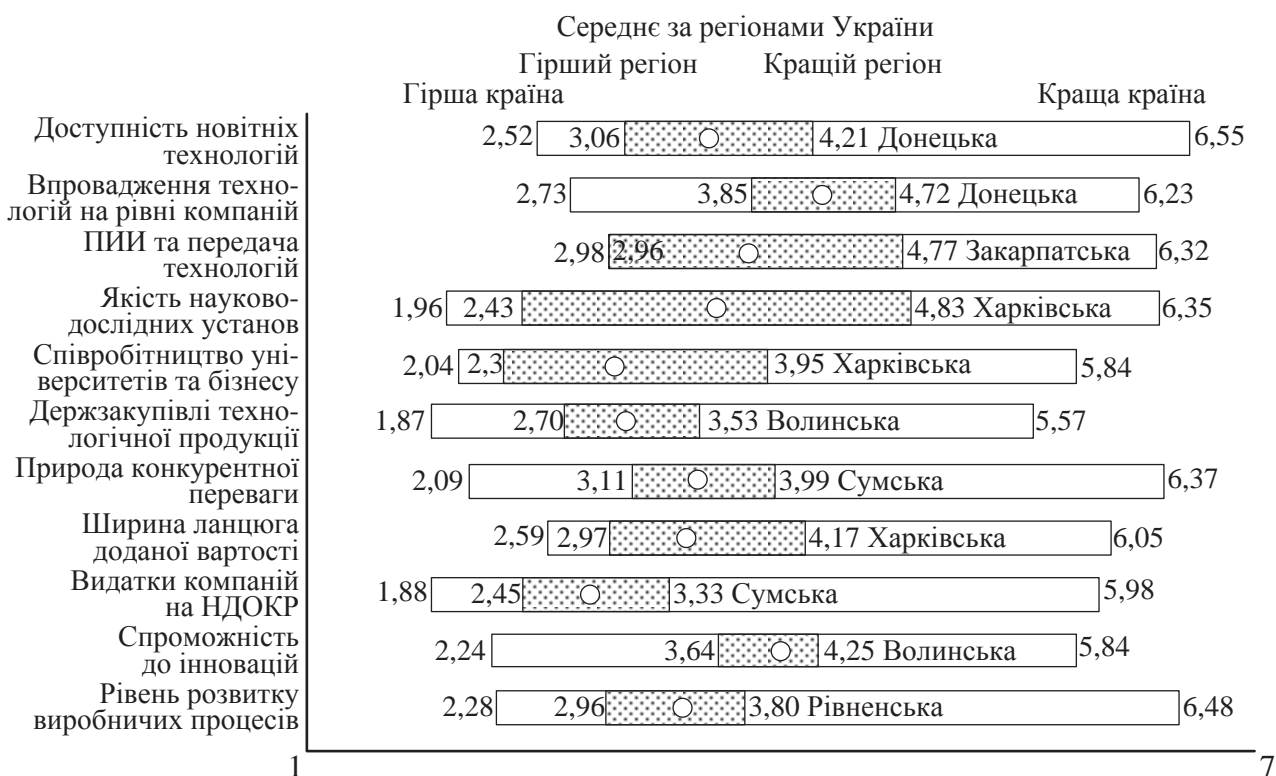 Середнє за регіонами України
Гірший регіон Кращій регіон
Гірша країна Краща країна
Доступність новітніх
технологій
2,52 3,06 4,21 Донецька 6,55
Впровадження техно-
логій на рівні компаній
2,73 3,85 4,72 Донецька 6,23
ПИИ та передача
технологій
2,98 2,96 4,77 Закарпатська 6,32
Якість науково-
дослідних установ
1,96 2,43 4,83 Харківська 6,35
Співробітництво уні-
верситетів та бізнесу
2,04 2,3 3,95 Харківська 5,84
Держзакупівлі техно-
логічної продукції
1,87 2,70 3,53 Волинська 5,57
Природа конкурентної
переваги
2,09 3,11 3,99 Сумська 6,37
Ширина ланцюга
доданої вартості
2,59 2,97 4,17 Харківська 6,05
Видатки компаній
на НДОКР
1,88 2,45 3,33 Сумська 5,98
Спроможність
до інновацій
2,24 3,64 4,25 Волинська 5,84
Рівень розвитку
виробничих процесів
2,28 2,96 3,80 Рівненська 6,48
1 7